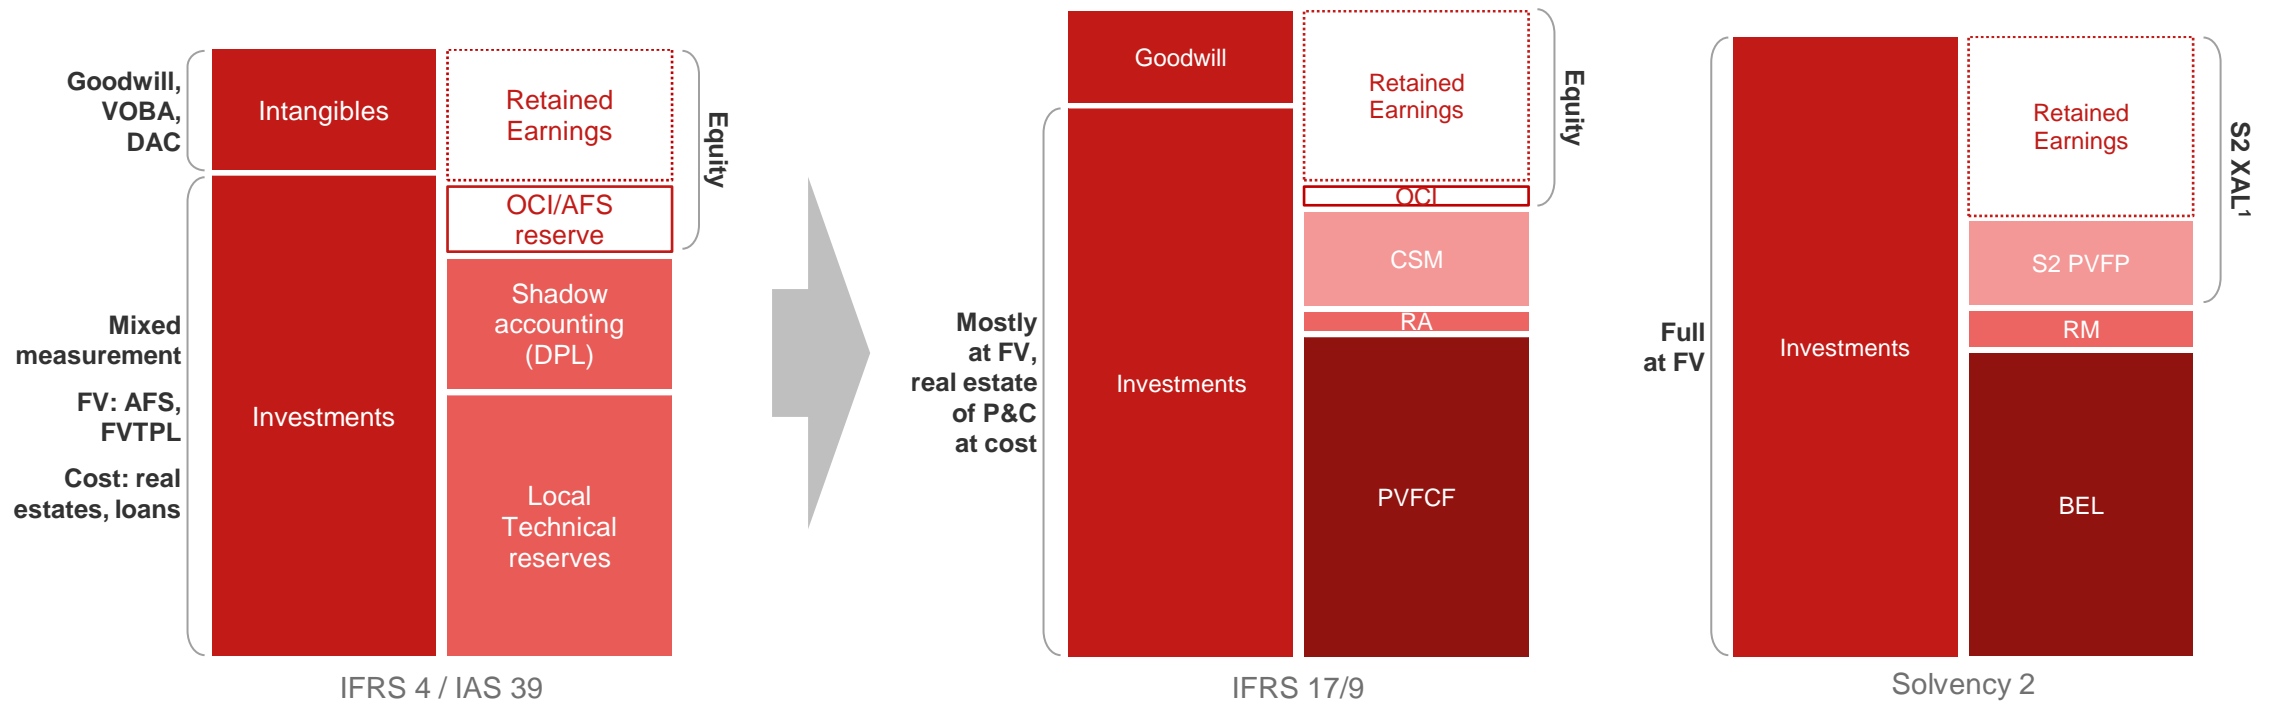 Goodwill,
VOBA,
DAC
Mixed
measurement
FV: AFS,
FVTPL
Cost: real
estates, loans
Intangibles
Investments
Retained
Earnings
OCI/AFS
reserve
Shadow
accounting
(DPL)
Local
Technical
reserves
Equity
IFRS 4 / IAS 39
Mostly
at FV,
real estate
of P&C
at cost
Goodwill
Investments
Retained
Earnings
OCI
CSM
RA
PVFCF
Equity
IFRS 17/9
Full
at FV
Investments
Retained
Earnings
S2 PVFP
RM
BEL
S2 XAL¹
Solvency 2